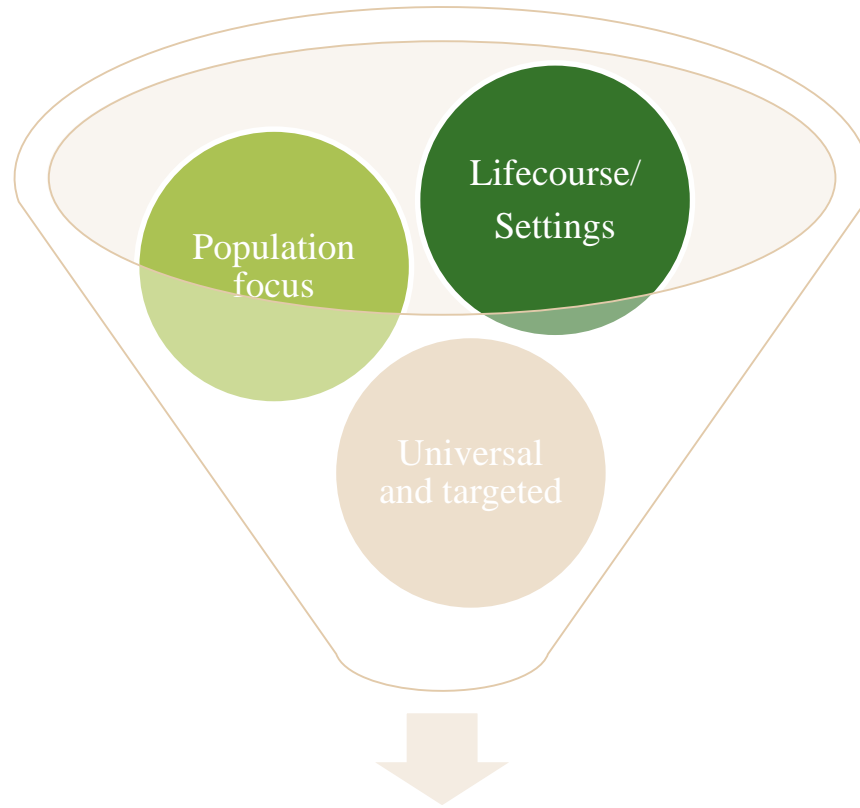 Lifecourse/
Settings
Population
focus
Universal
and targeted